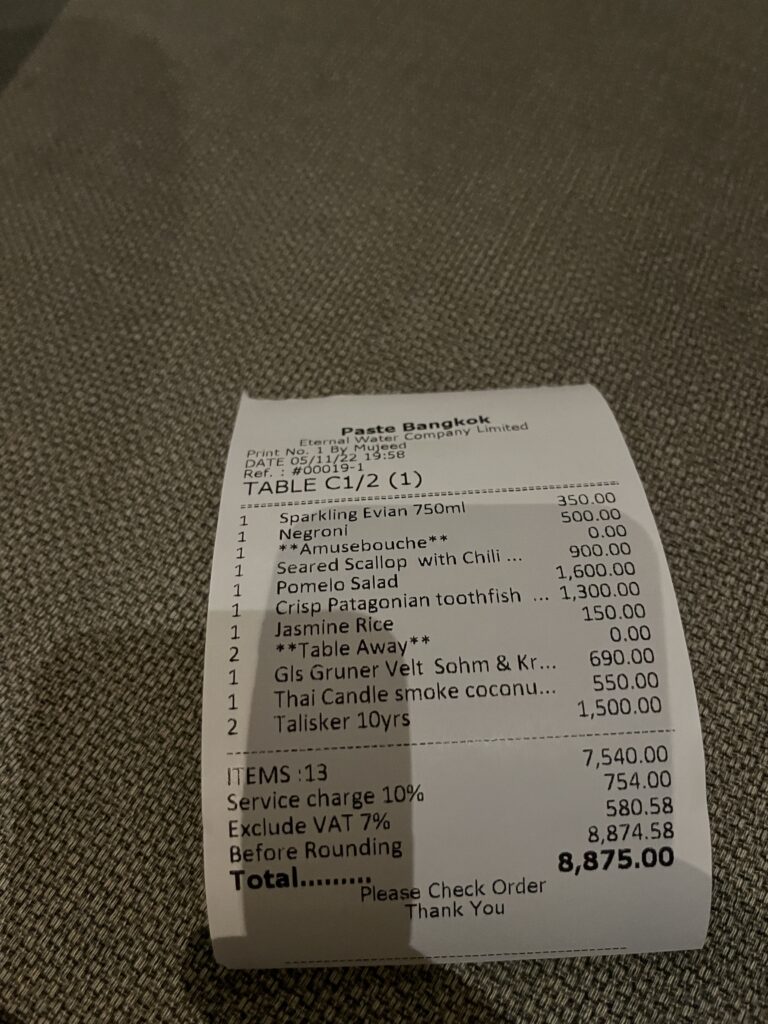 Paste Bangkok
Eternal Water Company Limited
Print No. 1 By Mujeed
DATE 05/11/22 19:58
Ref. : #00019-1
TABLE C1/2 (1)
1 Sparkling Evian 750ml 350.00
1 Negroni 500.00
1 **Amusebouche** 0.00
1 Seared Scallop with Chili ... 900.00
1 Pomelo Salad 1,600.00
1 Crisp Patagonian toothfish ... 1,300.00
1 Jasmine Rice 150.00
2 **Table Away** 0.00
1 Gls Gruner Velt Sohm & Kr... 690.00
1 Thai Candle smoke coconu... 550.00
2 Talisker 10yrs 1,500.00
ITEMS :13 7,540.00
Service charge 10% 754.00
Exclude VAT 7% 580.58
Before Rounding 8,874.58
Total......... 8,875.00
Please Check Order
Thank You